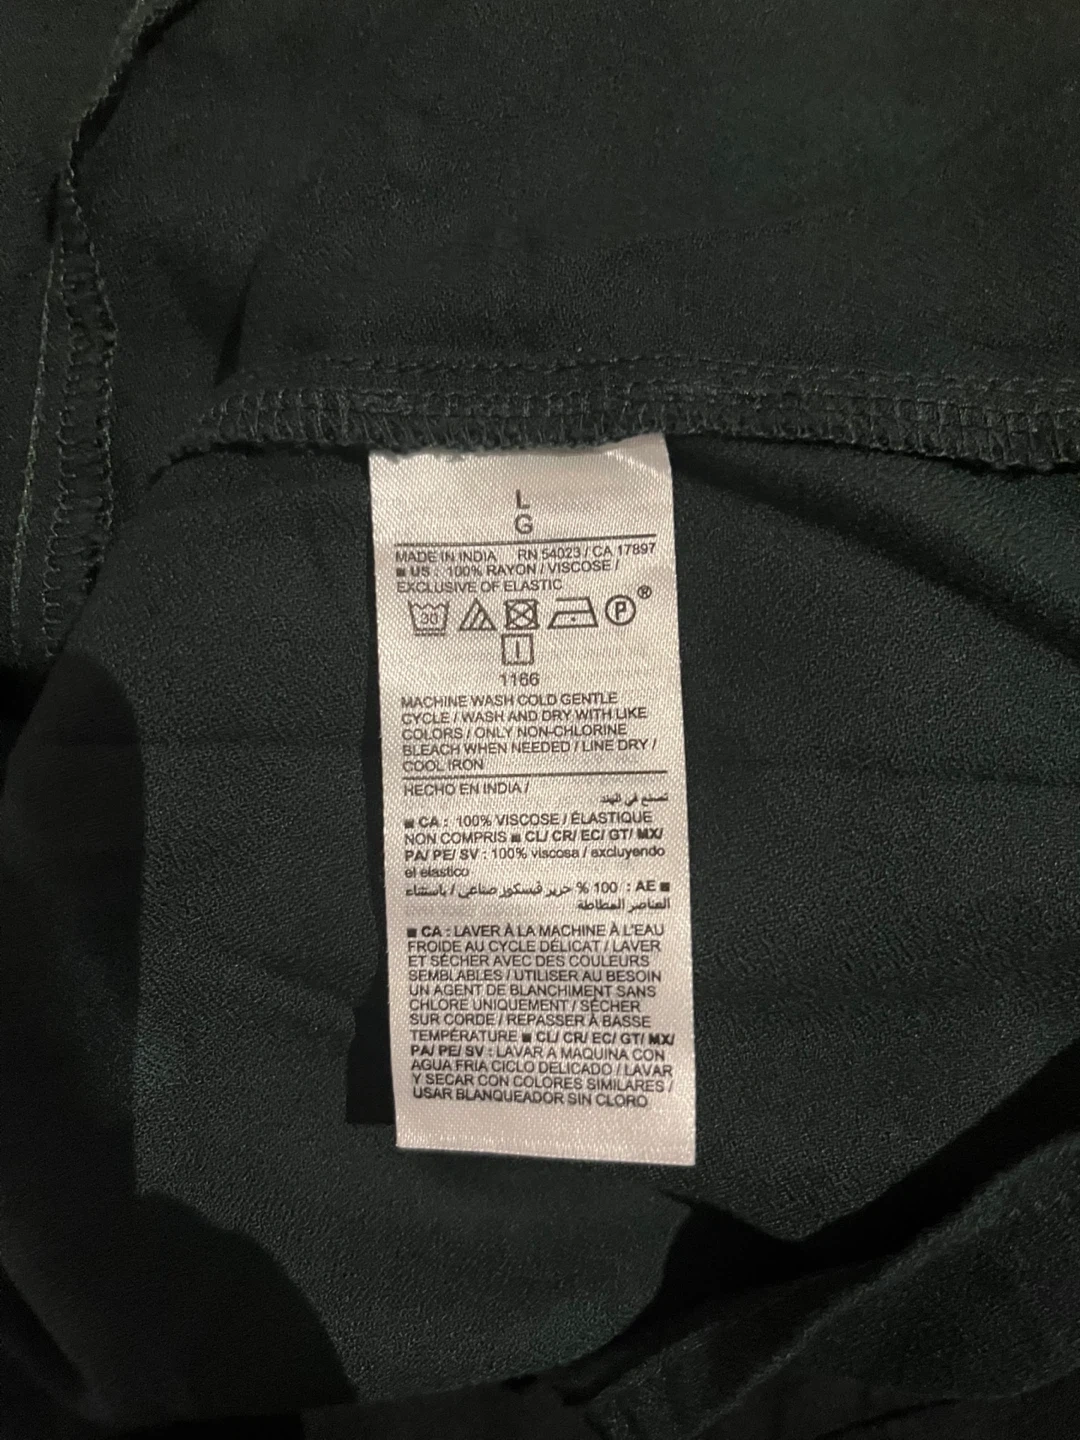 L
G
MADE IN INDIA RN 54023 / CA 17897
■ US : 100% RAYON / VISCOSE /
EXCLUSIVE OF ELASTIC
30 P ®
1166
MACHINE WASH COLD GENTLE
CYCLE / WASH AND DRY WITH LIKE
COLORS / ONLY NON-CHLORINE
BLEACH WHEN NEEDED / LINE DRY /
COOL IRON
HECHO EN INDIA / تصنع في الهند
■ CA : 100% VISCOSE / ÉLASTIQUE
NON COMPRIS ■ CL/ CR/ EC/ GT/ MX/
PA/ PE/ SV : 100% viscosa / excluyendo
el elastico
■ AE : 100 % حرير فيسكوز صناعي / باستثناء
العناصر المطاطة
■ CA : LAVER À LA MACHINE À L'EAU
FROIDE AU CYCLE DÉLICAT / LAVER
ET SÉCHER AVEC DES COULEURS
SEMBLABLES / UTILISER AU BESOIN
UN AGENT DE BLANCHIMENT SANS
CHLORE UNIQUEMENT / SÉCHER
SUR CORDE / REPASSER À BASSE
TEMPÉRATURE ■ CL/ CR/ EC/ GT/ MX/
PA/ PE/ SV : LAVAR A MAQUINA CON
AGUA FRIA CICLO DELICADO / LAVAR
Y SECAR CON COLORES SIMILARES /
USAR BLANQUEADOR SIN CLORO